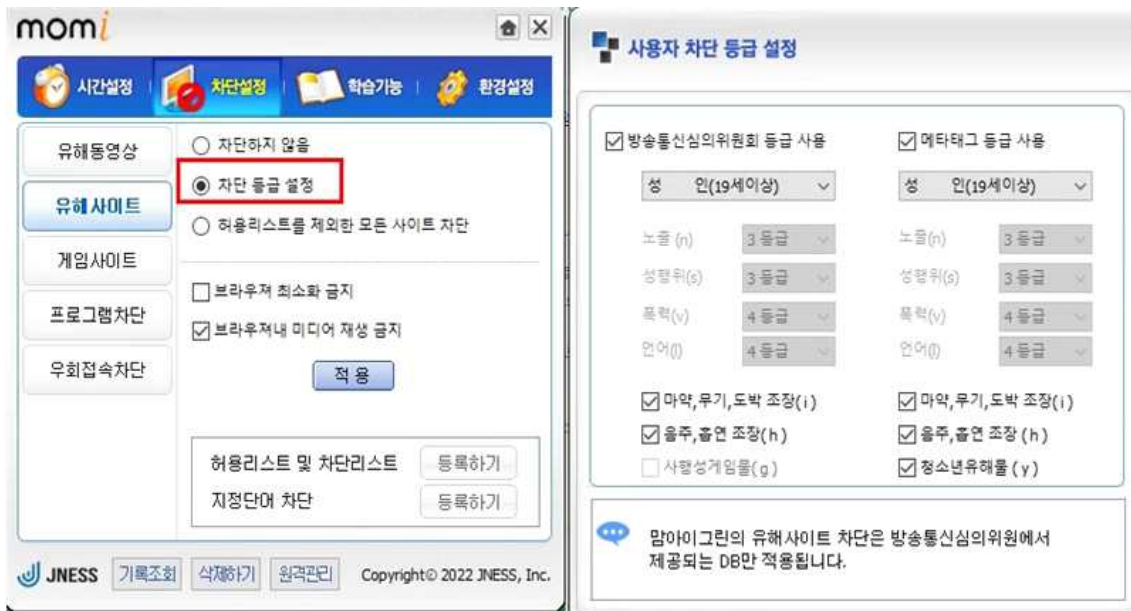 momi
시간설정 차단설정 학습기능 환경설정
유해동영상
유해사이트
게임사이트
프로그램차단
우회접속차단
차단하지 않음
차단 등급 설정
허용리스트를 제외한 모든 사이트 차단
브라우져 최소화 금지
브라우져내 미디어 재생 금지
적 용
허용리스트 및 차단리스트 등록하기
지정단어 차단 등록하기
JNESS 기록조회 삭제하기 원격관리 Copyright© 2022 JNESS, Inc.
사용자 차단 등급 설정
방송통신심의위원회 등급 사용 메타태그 등급 사용
성 인(19세이상) 성 인(19세이상)
노출 (n) 3 등급 노출(n) 3 등급
성행위(s) 3 등급 성행위(s) 3 등급
폭력(v) 4 등급 폭력(v) 4 등급
언어(l) 4 등급 언어(l) 4 등급
마약,무기,도박 조장(i) 마약,무기,도박 조장(i)
음주,흡연 조장(h) 음주,흡연 조장 (h)
사행성게임물(g) 청소년유해물 (y)
맘아이그린의 유해사이트 차단은 방송통신심의위원에서
제공되는 DB만 적용됩니다.